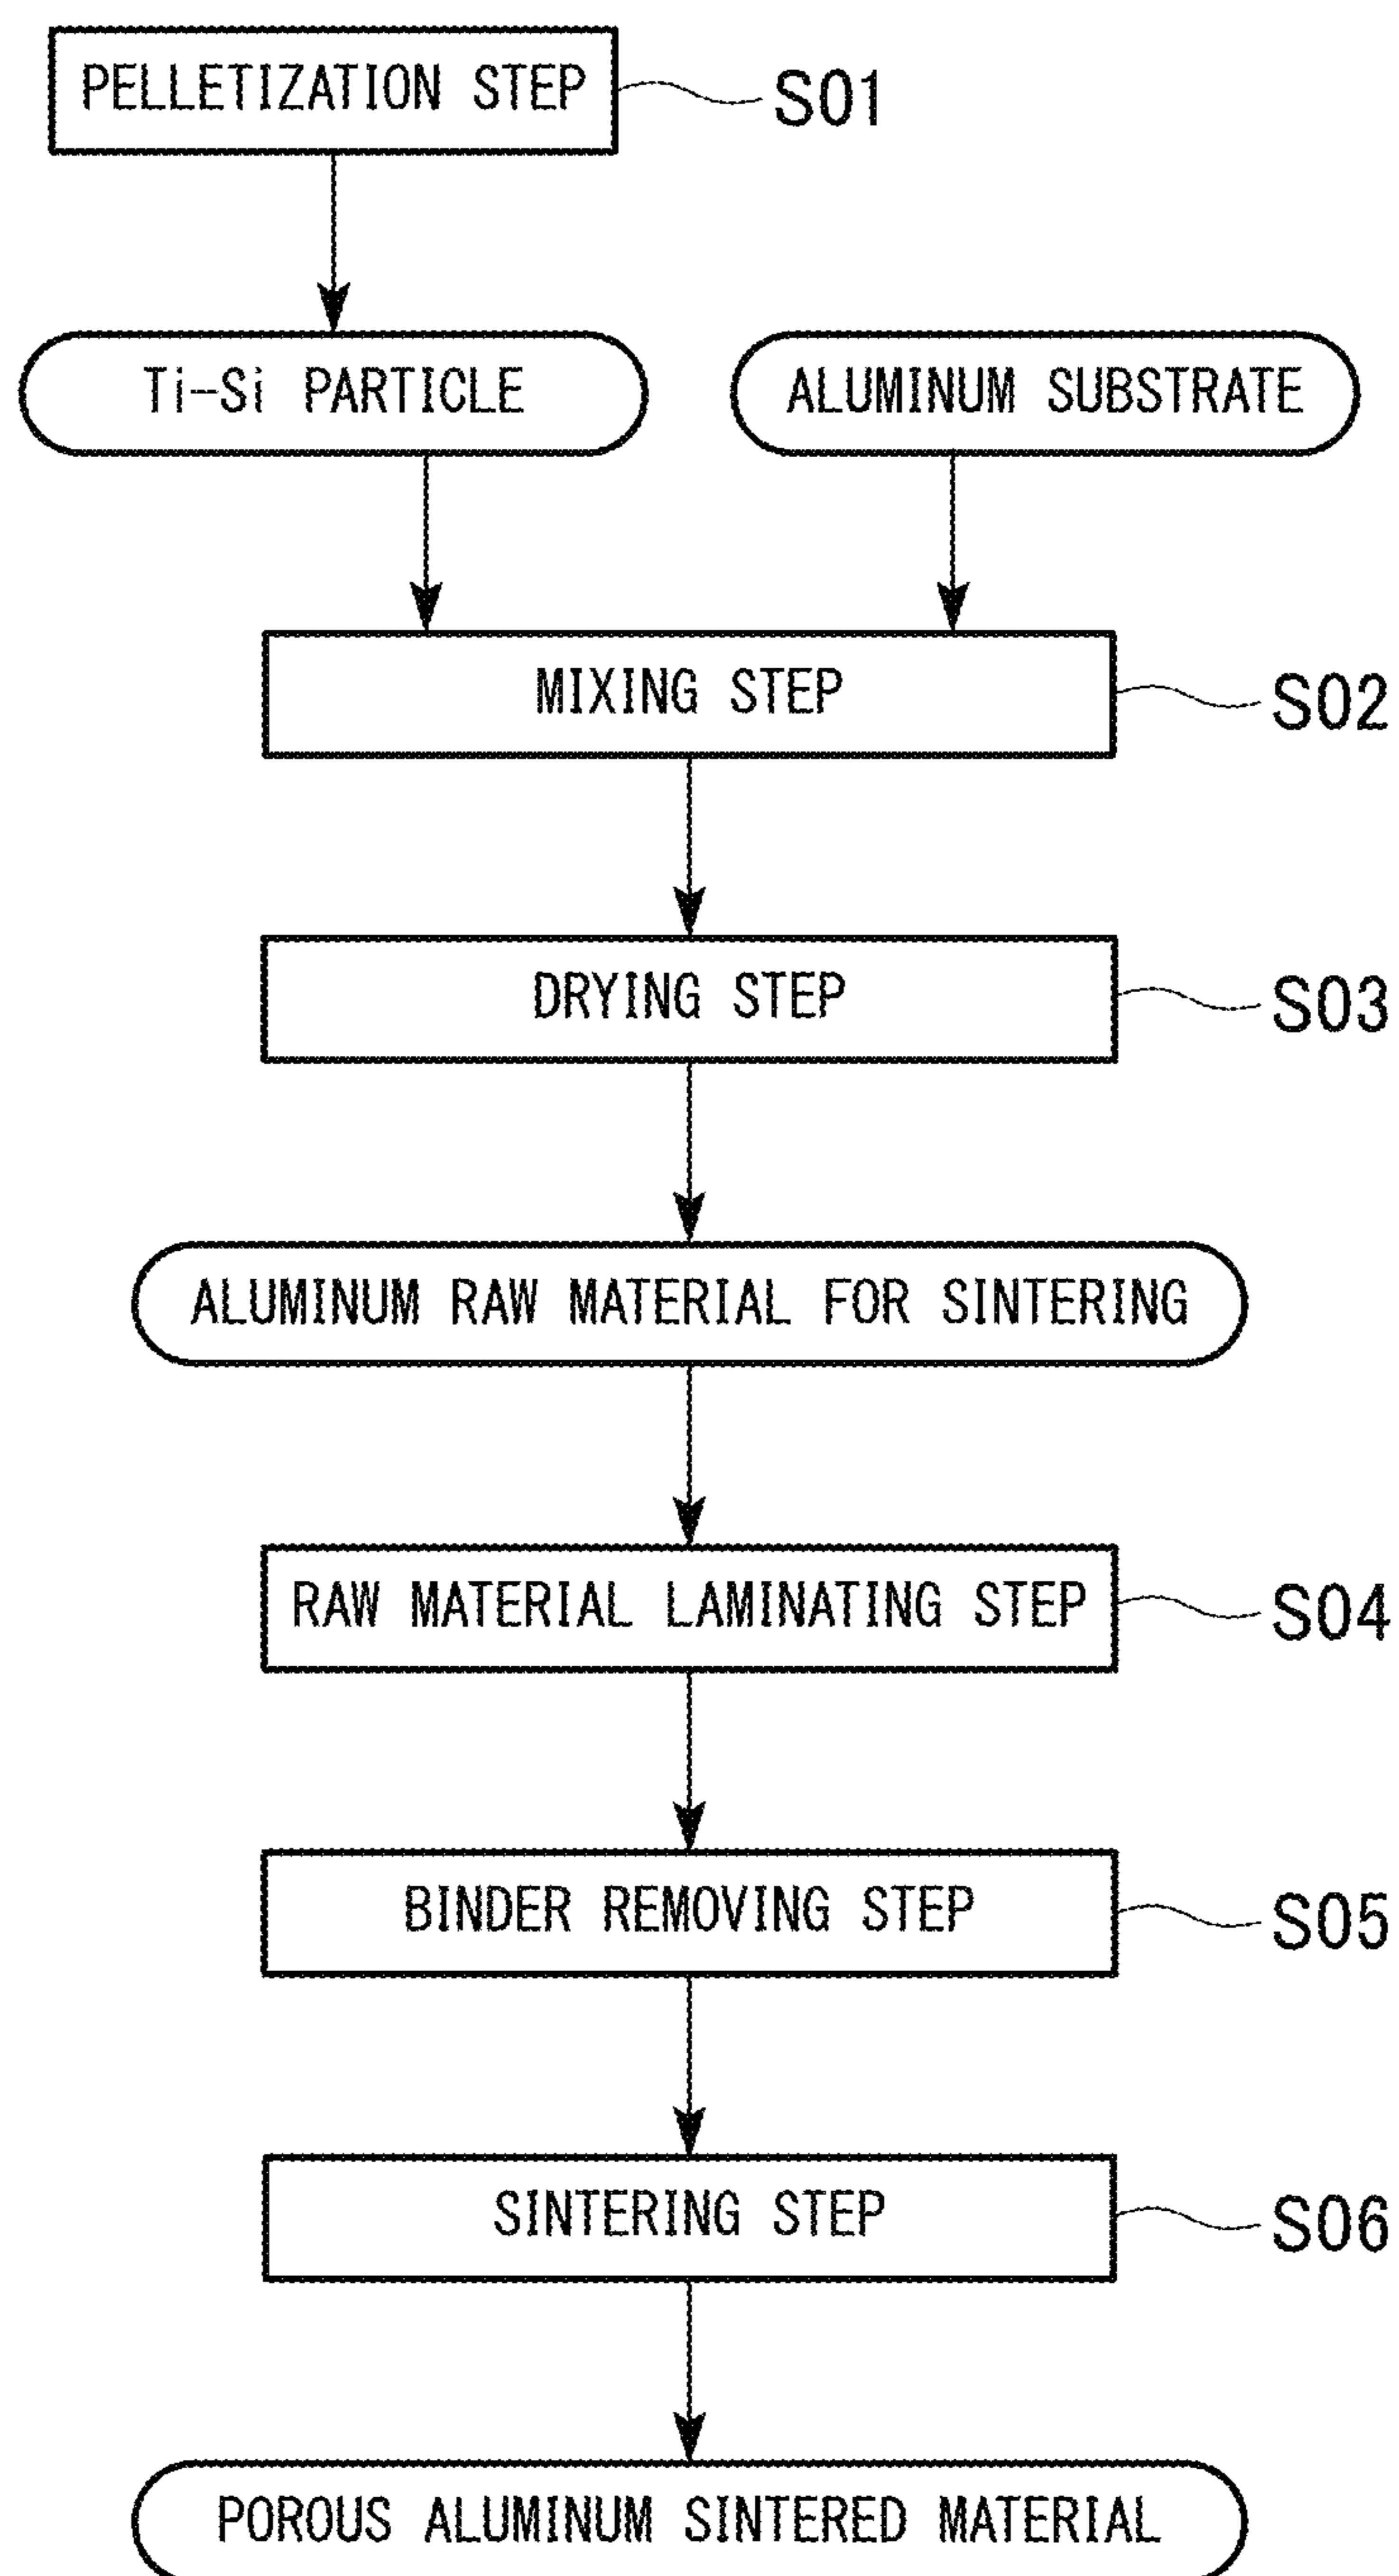 PELLETIZATION STEP
S01
Ti-Si PARTICLE
ALUMINUM SUBSTRATE
MIXING STEP
S02
DRYING STEP
S03
ALUMINUM RAW MATERIAL FOR SINTERING
RAW MATERIAL LAMINATING STEP
S04
BINDER REMOVING STEP
S05
SINTERING STEP
S06
POROUS ALUMINUM SINTERED MATERIAL